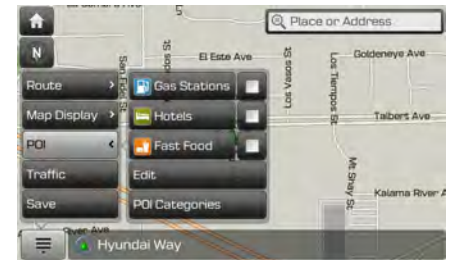 Place or Address
N
El Este Ave
Goldeneye Ave
Los Vasos St
Los Tiempos St
Route
Gas Stations
Map Display
Hotels
Talbert Ave
POI
Fast Food
Traffic
Edit
Mt Shay St
Kalama River A
Save
POI Categories
River Ave
Hyundai Way